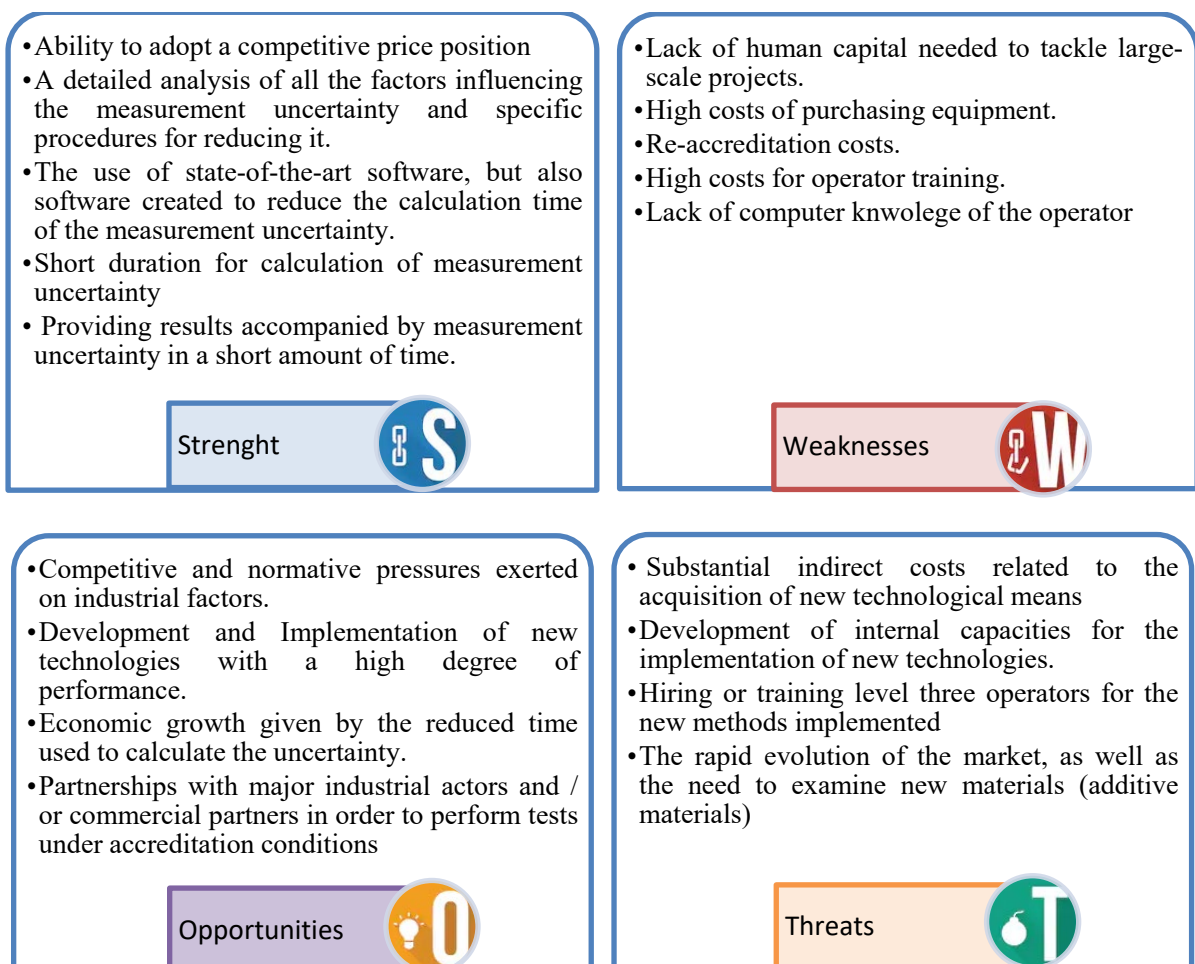 •Ability to adopt a competitive price position
•A detailed analysis of all the factors influencing
the measurement uncertainty and specific
procedures for reducing it.
•The use of state-of-the-art software, but also
software created to reduce the calculation time
of the measurement uncertainty.
•Short duration for calculation of measurement
uncertainty
• Providing results accompanied by measurement
uncertainty in a short amount of time.
Strenght
S
•Lack of human capital needed to tackle large-
scale projects.
•High costs of purchasing equipment.
•Re-accreditation costs.
•High costs for operator training.
•Lack of computer knwolege of the operator
Weaknesses
W
•Competitive and normative pressures exerted
on industrial factors.
•Development and Implementation of new
technologies with a high degree of
performance.
•Economic growth given by the reduced time
used to calculate the uncertainty.
•Partnerships with major industrial actors and /
or commercial partners in order to perform tests
under accreditation conditions
Opportunities
O
• Substantial indirect costs related to the
acquisition of new technological means
•Development of internal capacities for the
implementation of new technologies.
•Hiring or training level three operators for the
new methods implemented
•The rapid evolution of the market, as well as
the need to examine new materials (additive
materials)
Threats
T